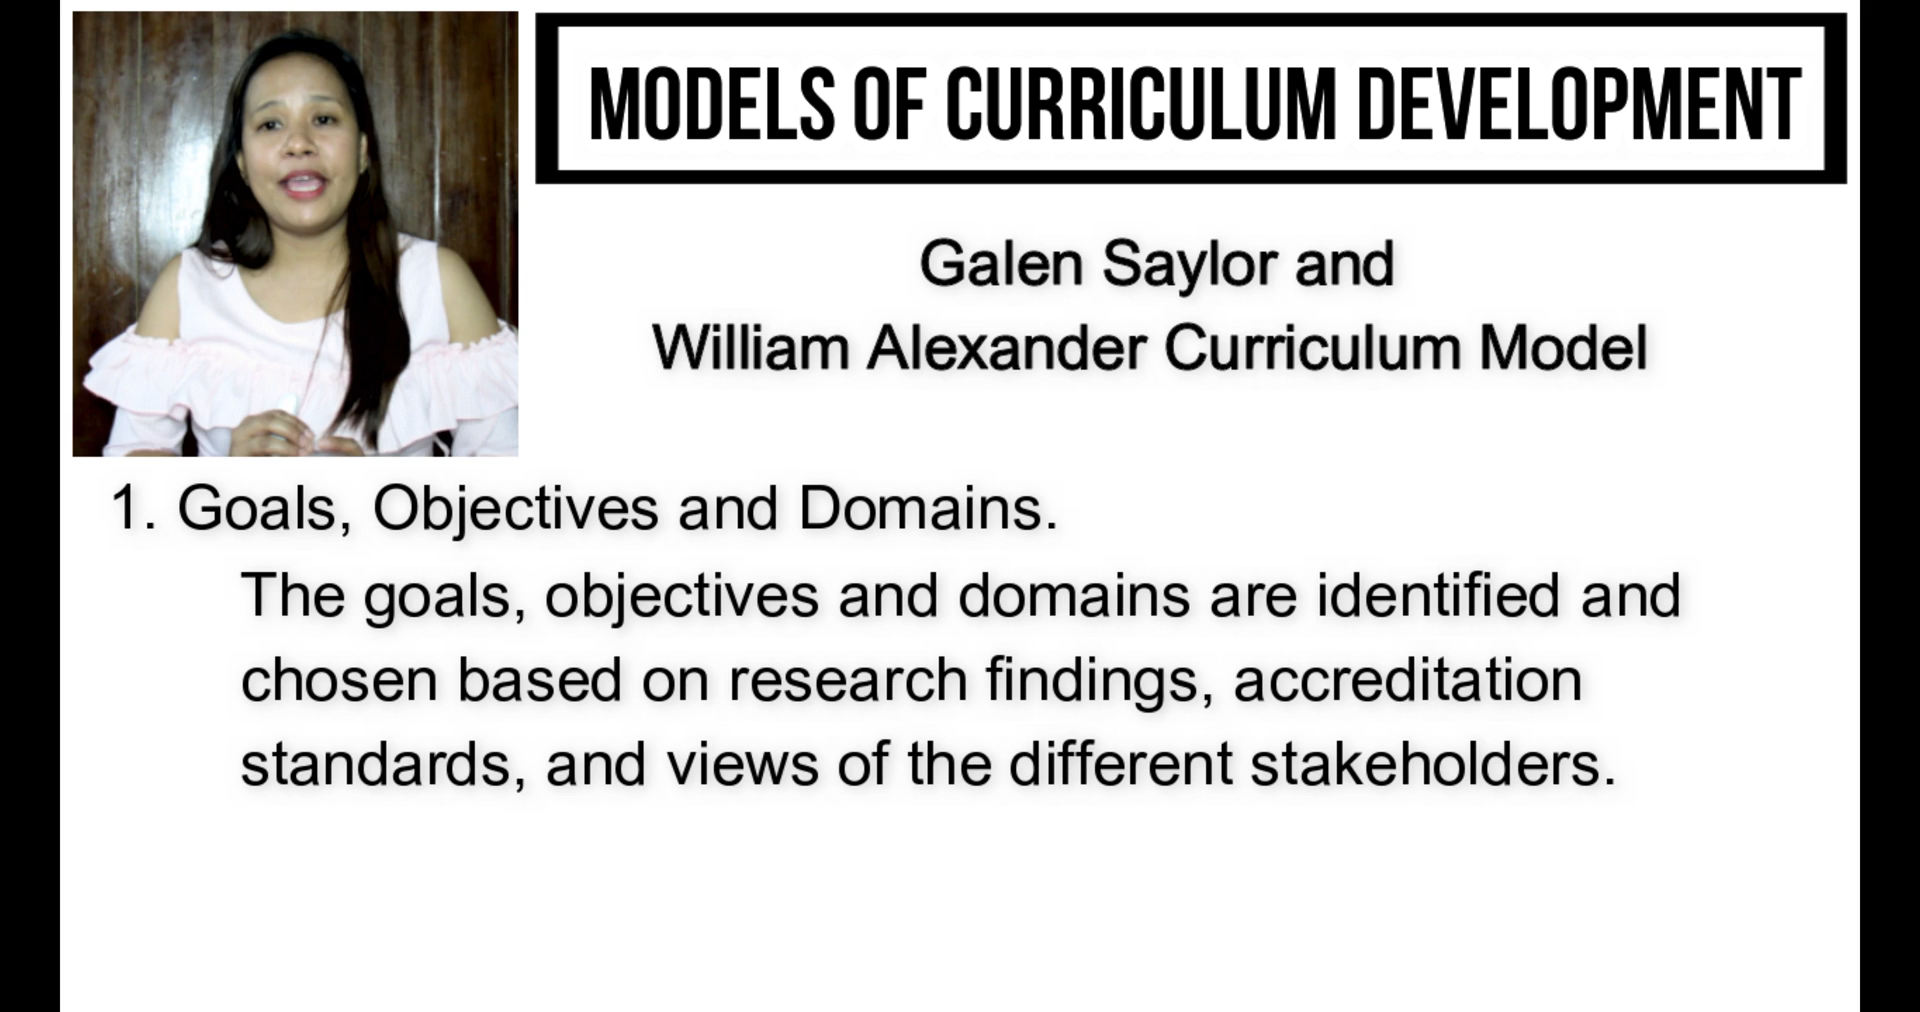 MODELS OF CURRICULUM DEVELOPMENT
Galen Saylor and
William Alexander Curriculum Model
1. Goals, Objectives and Domains.
The goals, objectives and domains are identified and
chosen based on research findings, accreditation
standards, and views of the different stakeholders.